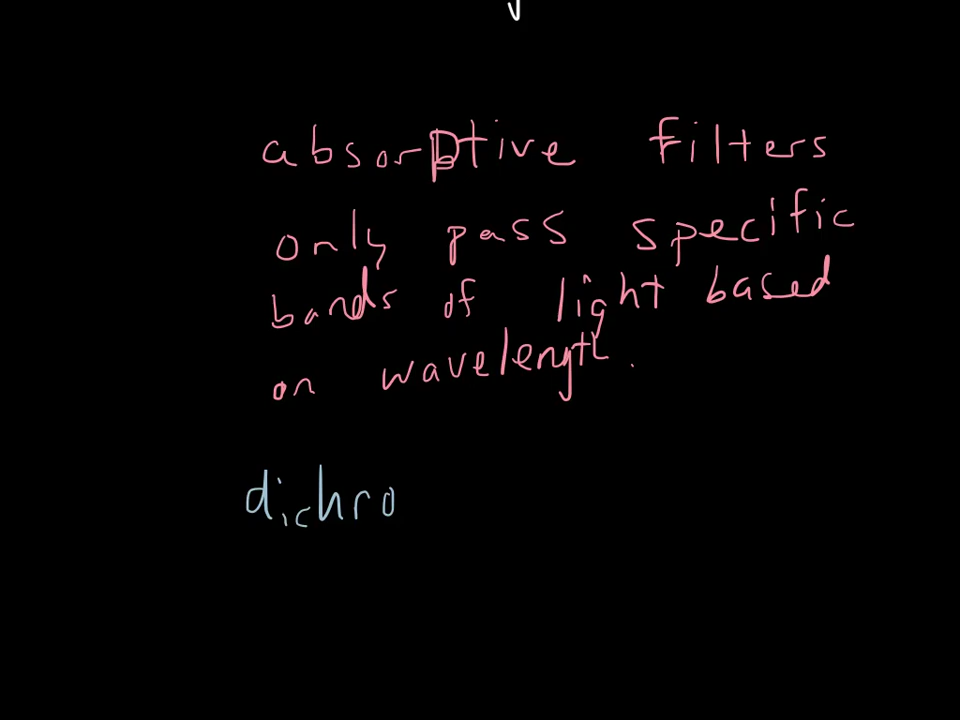 absorptive filters
only pass specific
bands of light based
on wavelength.
dichro